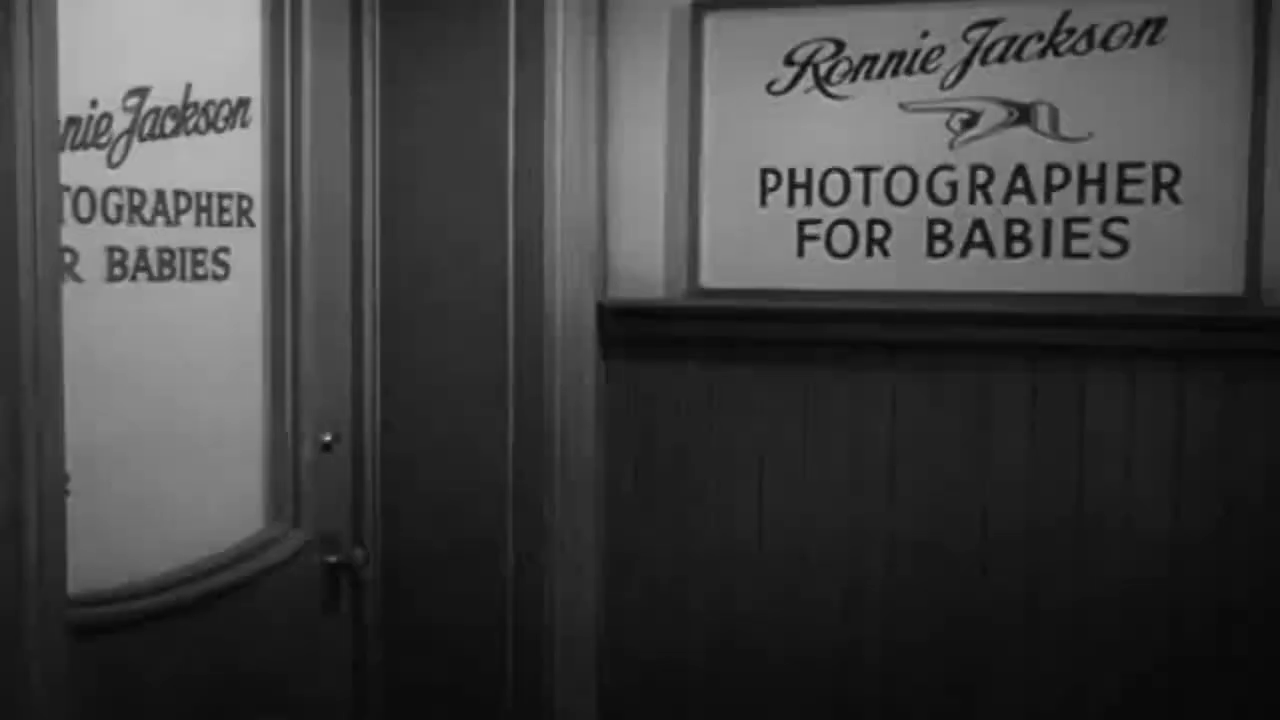 nie Jackson
TOGRAPHER
R BABIES
Ronnie Jackson
PHOTOGRAPHER
FOR BABIES